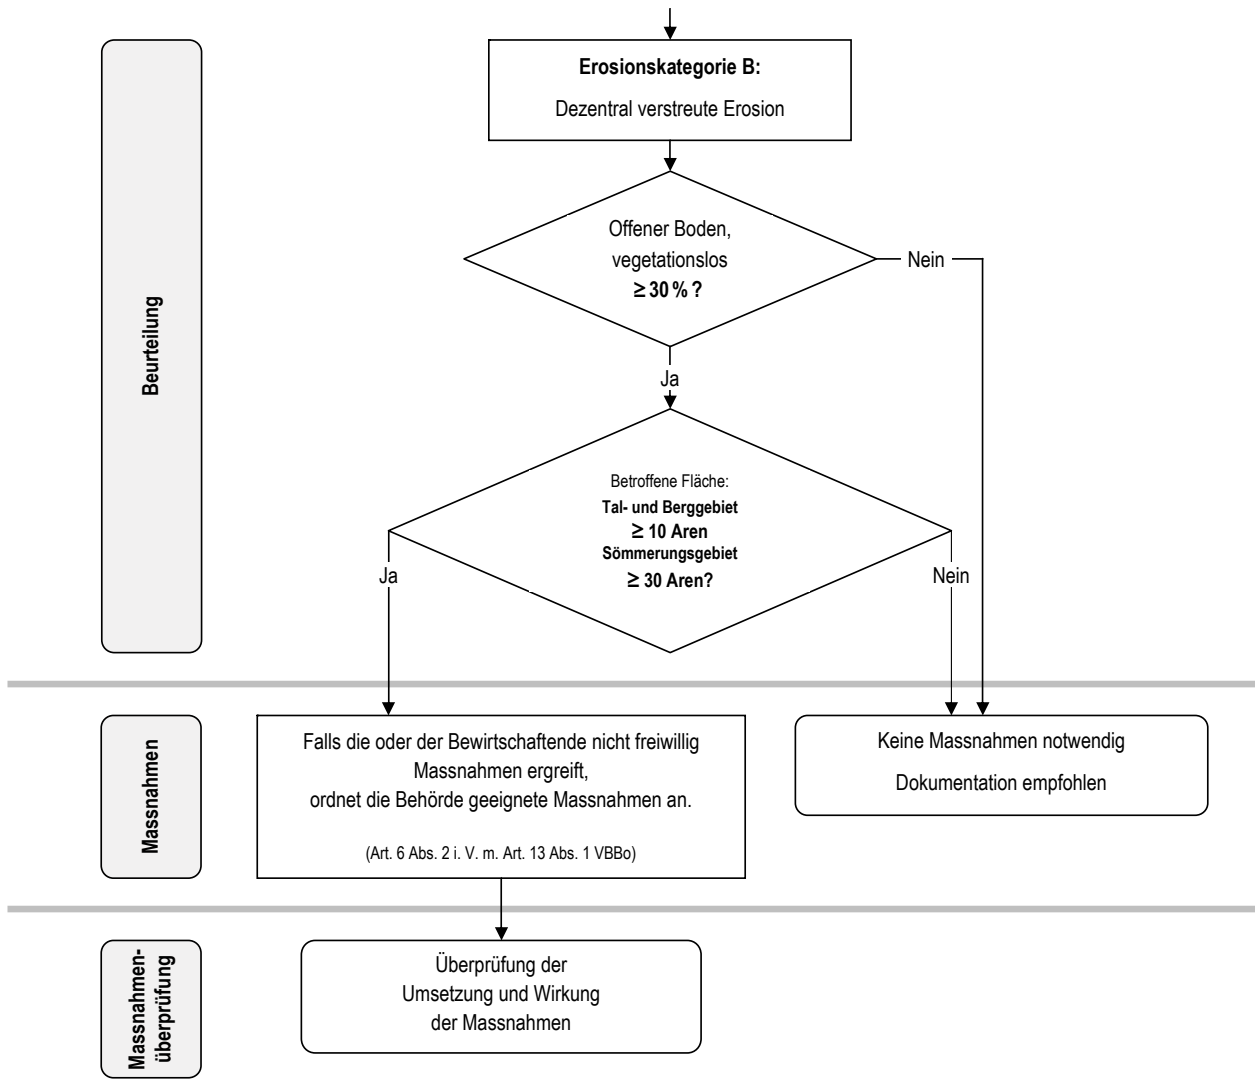 Erosionskategorie B:
Dezentral verstreute Erosion
Beurteilung
Offener Boden,
vegetationslos
≥ 30 % ?
Nein
Ja
Betroffene Fläche:
Tal- und Berggebiet
≥ 10 Aren
Sömmerungsgebiet
≥ 30 Aren?
Ja
Nein
Massnahmen
Falls die oder der Bewirtschaftende nicht freiwillig
Massnahmen ergreift,
ordnet die Behörde geeignete Massnahmen an.
(Art. 6 Abs. 2 i. V. m. Art. 13 Abs. 1 VBBo)
Keine Massnahmen notwendig
Dokumentation empfohlen
Massnahmen-
überprüfung
Überprüfung der
Umsetzung und Wirkung
der Massnahmen